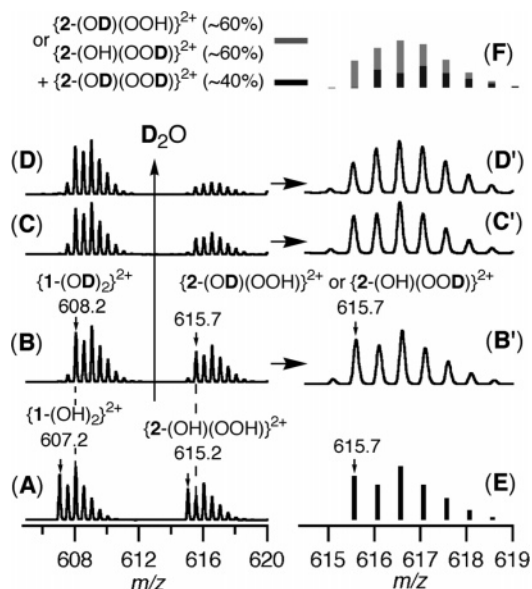 {2-(OD)(OOH)}²⁺ (~60%)
or
{2-(OH)(OOD)}²⁺ (~60%)
+ {2-(OD)(OOD)}²⁺ (~40%)
(F)
D₂O
(D)
(D')
(C)
(C')
{1-(OD)₂}²⁺
608.2
{2-(OD)(OOH)}²⁺ or {2-(OH)(OOD)}²⁺
615.7
615.7
(B)
(B')
{1-(OH)₂}²⁺
607.2
{2-(OH)(OOH)}²⁺
615.2
615.7
(A)
(E)
608 612 616 620
m/z
615 616 617 618 619
m/z